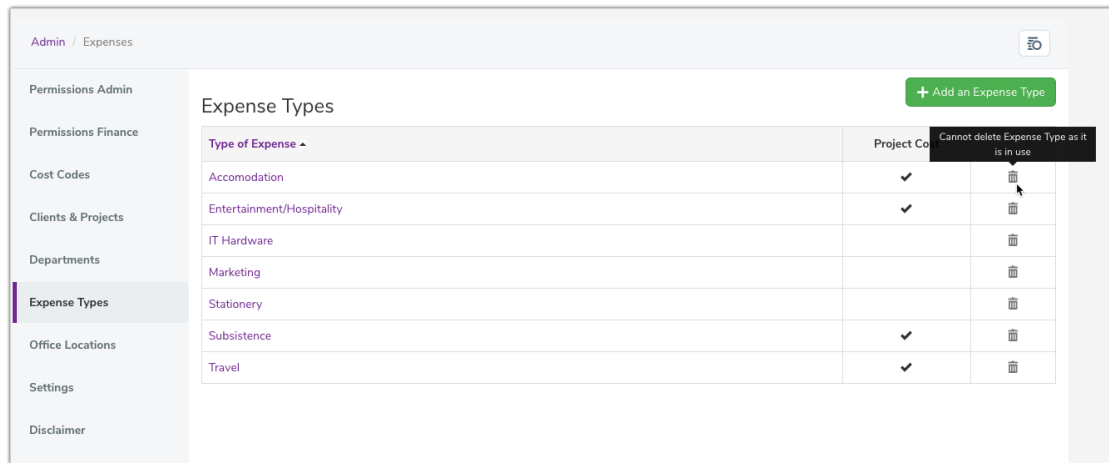 Admin / Expenses
Permissions Admin
Permissions Finance
Cost Codes
Clients & Projects
Departments
Expense Types
Office Locations
Settings
Disclaimer
Expense Types
+ Add an Expense Type
Type of Expense
Project Co
Cannot delete Expense Type as it
is in use
Accomodation
Entertainment/Hospitality
IT Hardware
Marketing
Stationery
Subsistence
Travel